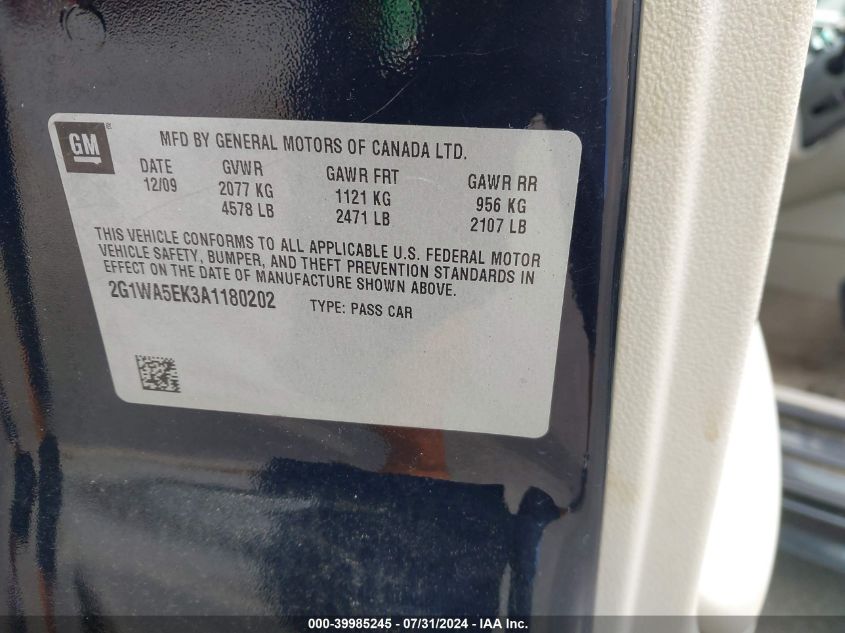 GM
MFD BY GENERAL MOTORS OF CANADA LTD.
DATE GVWR GAWR FRT GAWR RR
12/09 2077 KG 1121 KG 956 KG
4578 LB 2471 LB 2107 LB
THIS VEHICLE CONFORMS TO ALL APPLICABLE U.S. FEDERAL MOTOR
VEHICLE SAFETY, BUMPER, AND THEFT PREVENTION STANDARDS IN
EFFECT ON THE DATE OF MANUFACTURE SHOWN ABOVE.
2G1WA5EK3A1180202 TYPE: PASS CAR
000-39985245 - 07/31/2024 - IAA Inc.